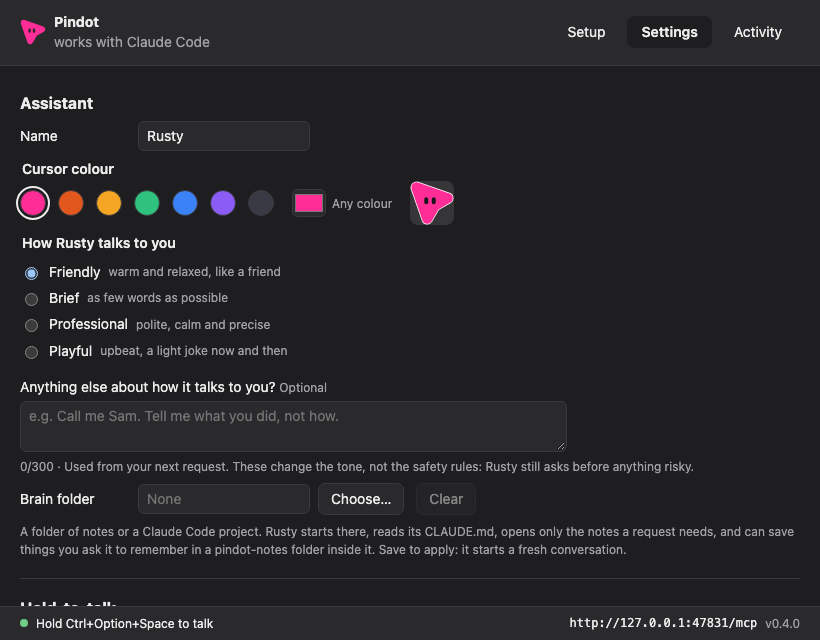 Pindot
works with Claude Code
Setup
Settings
Activity
Assistant
Name
Rusty
Cursor colour
Any colour
How Rusty talks to you
Friendly warm and relaxed, like a friend
Brief as few words as possible
Professional polite, calm and precise
Playful upbeat, a light joke now and then
Anything else about how it talks to you? Optional
e.g. Call me Sam. Tell me what you did, not how.
0/300 · Used from your next request. These change the tone, not the safety rules: Rusty still asks before anything risky.
Brain folder
None
Choose...
Clear
A folder of notes or a Claude Code project. Rusty starts there, reads its CLAUDE.md, opens only the notes a request needs, and can save
things you ask it to remember in a pindot-notes folder inside it. Save to apply: it starts a fresh conversation.
Hold-to-talk
Hold Ctrl+Option+Space to talk
http://127.0.0.1:47831/mcp v0.4.0